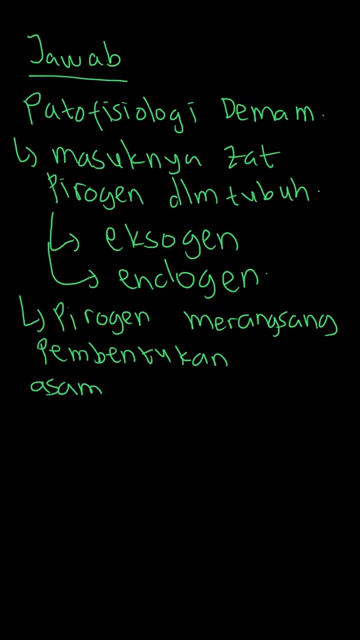 Jawab
Patofisiologi Demam.
↳ masuknya zat
Pirogen dlm tubuh.
↳ eksogen
↳ endogen.
↳ Pirogen merangsang
Pembentukan
asam